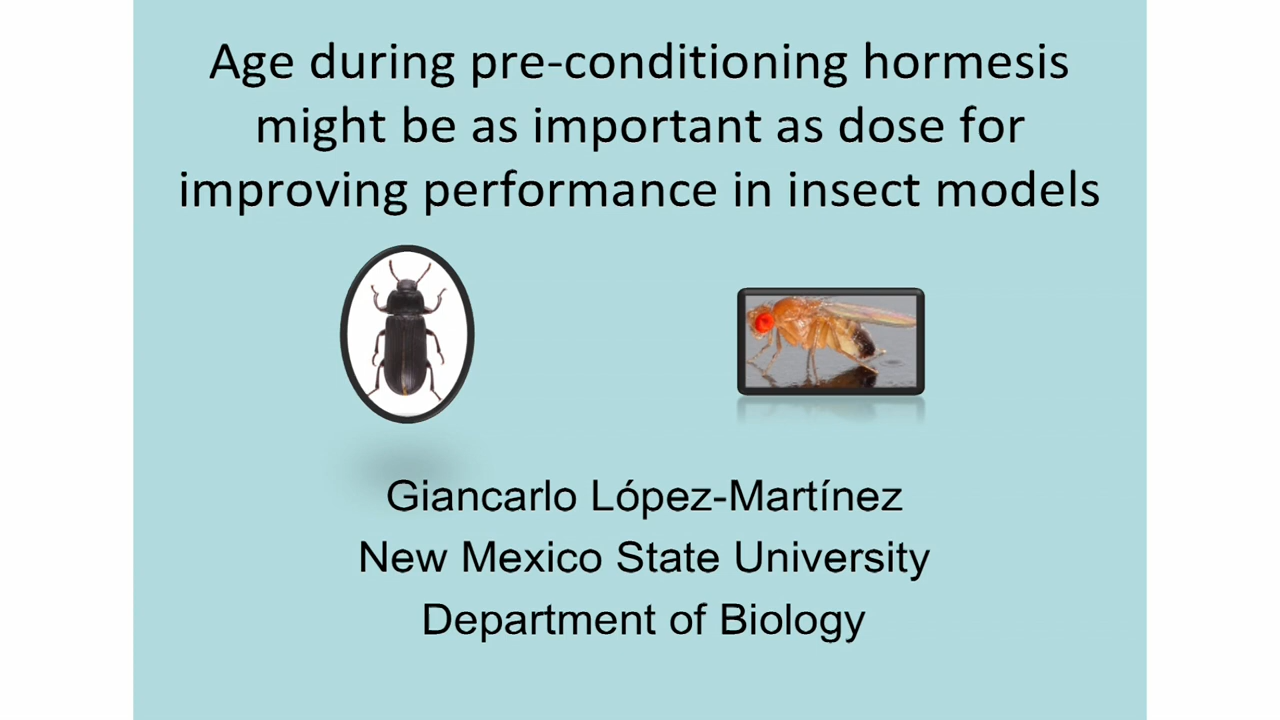 Age during pre-conditioning hormesis
might be as important as dose for
improving performance in insect models
Giancarlo López-Martínez
New Mexico State University
Department of Biology